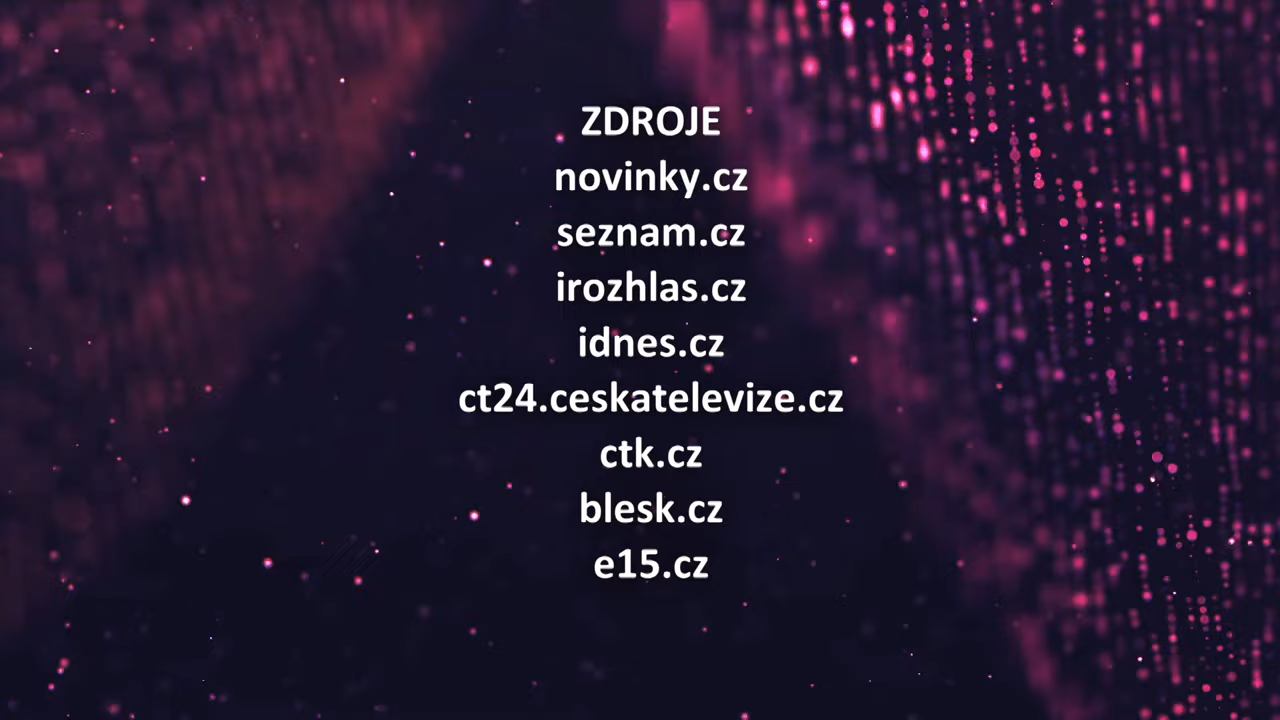 ZDROJE
novinky.cz
seznam.cz
irozhlas.cz
idnes.cz
ct24.ceskatelevize.cz
ctk.cz
blesk.cz
e15.cz